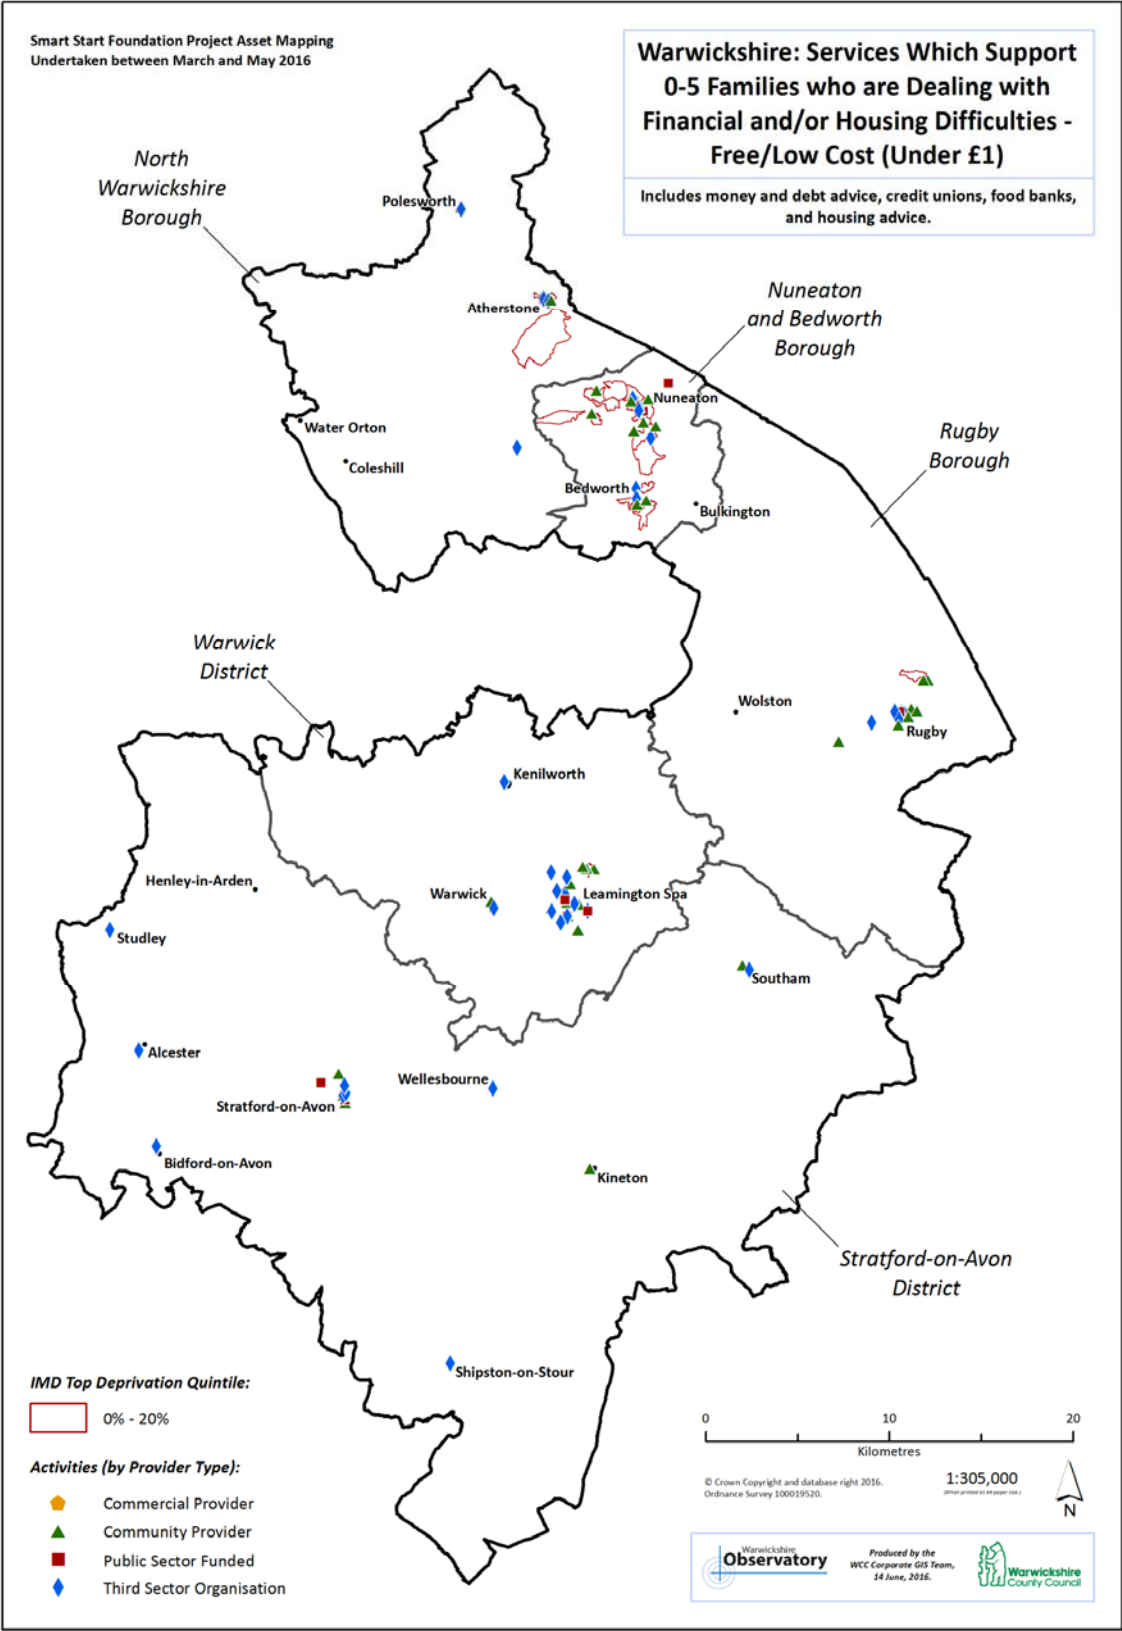 Smart Start Foundation Project Asset Mapping
Undertaken between March and May 2016
Warwickshire: Services Which Support
0-5 Families who are Dealing with
Financial and/or Housing Difficulties -
Free/Low Cost (Under £1)
Includes money and debt advice, credit unions, food banks,
and housing advice.
North
Warwickshire
Borough
Polesworth
Atherstone
Nuneaton
and Bedworth
Borough
Nuneaton
Water Orton
Coleshill
Rugby
Borough
Bedworth
Bulkington
Warwick
District
Wolston
Rugby
Kenilworth
Henley-in-Arden
Warwick
Leamington Spa
Studley
Southam
Alcester
Wellesbourne
Stratford-on-Avon
Bidford-on-Avon
Kineton
Stratford-on-Avon
District
Shipston-on-Stour
IMD Top Deprivation Quintile:
0% - 20%
Activities (by Provider Type):
Commercial Provider
Community Provider
Public Sector Funded
Third Sector Organisation
0 10 20
Kilometres
© Crown Copyright and database right 2016.
Ordnance Survey 100019520.
1:305,000
(When printed at A4 paper size.)
N
Warwickshire
Observatory
Produced by the
WCC Corporate GIS Team,
14 June, 2016.
Warwickshire
County Council